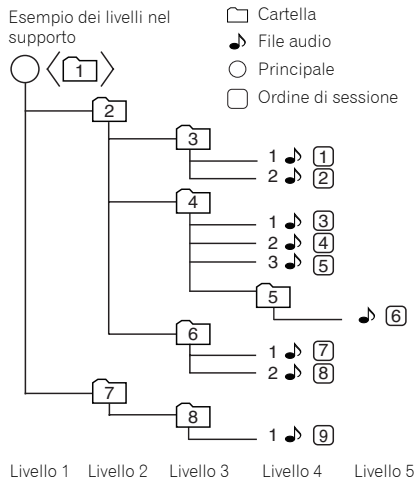 Esempio dei livelli nel
supporto
Cartella
File audio
Principale
Ordine di sessione
1
2
3
1 1
2 2
4
1 3
2 4
3 5
5
6
6
1 7
2 8
7
8
1 9
Livello 1 Livello 2 Livello 3 Livello 4 Livello 5